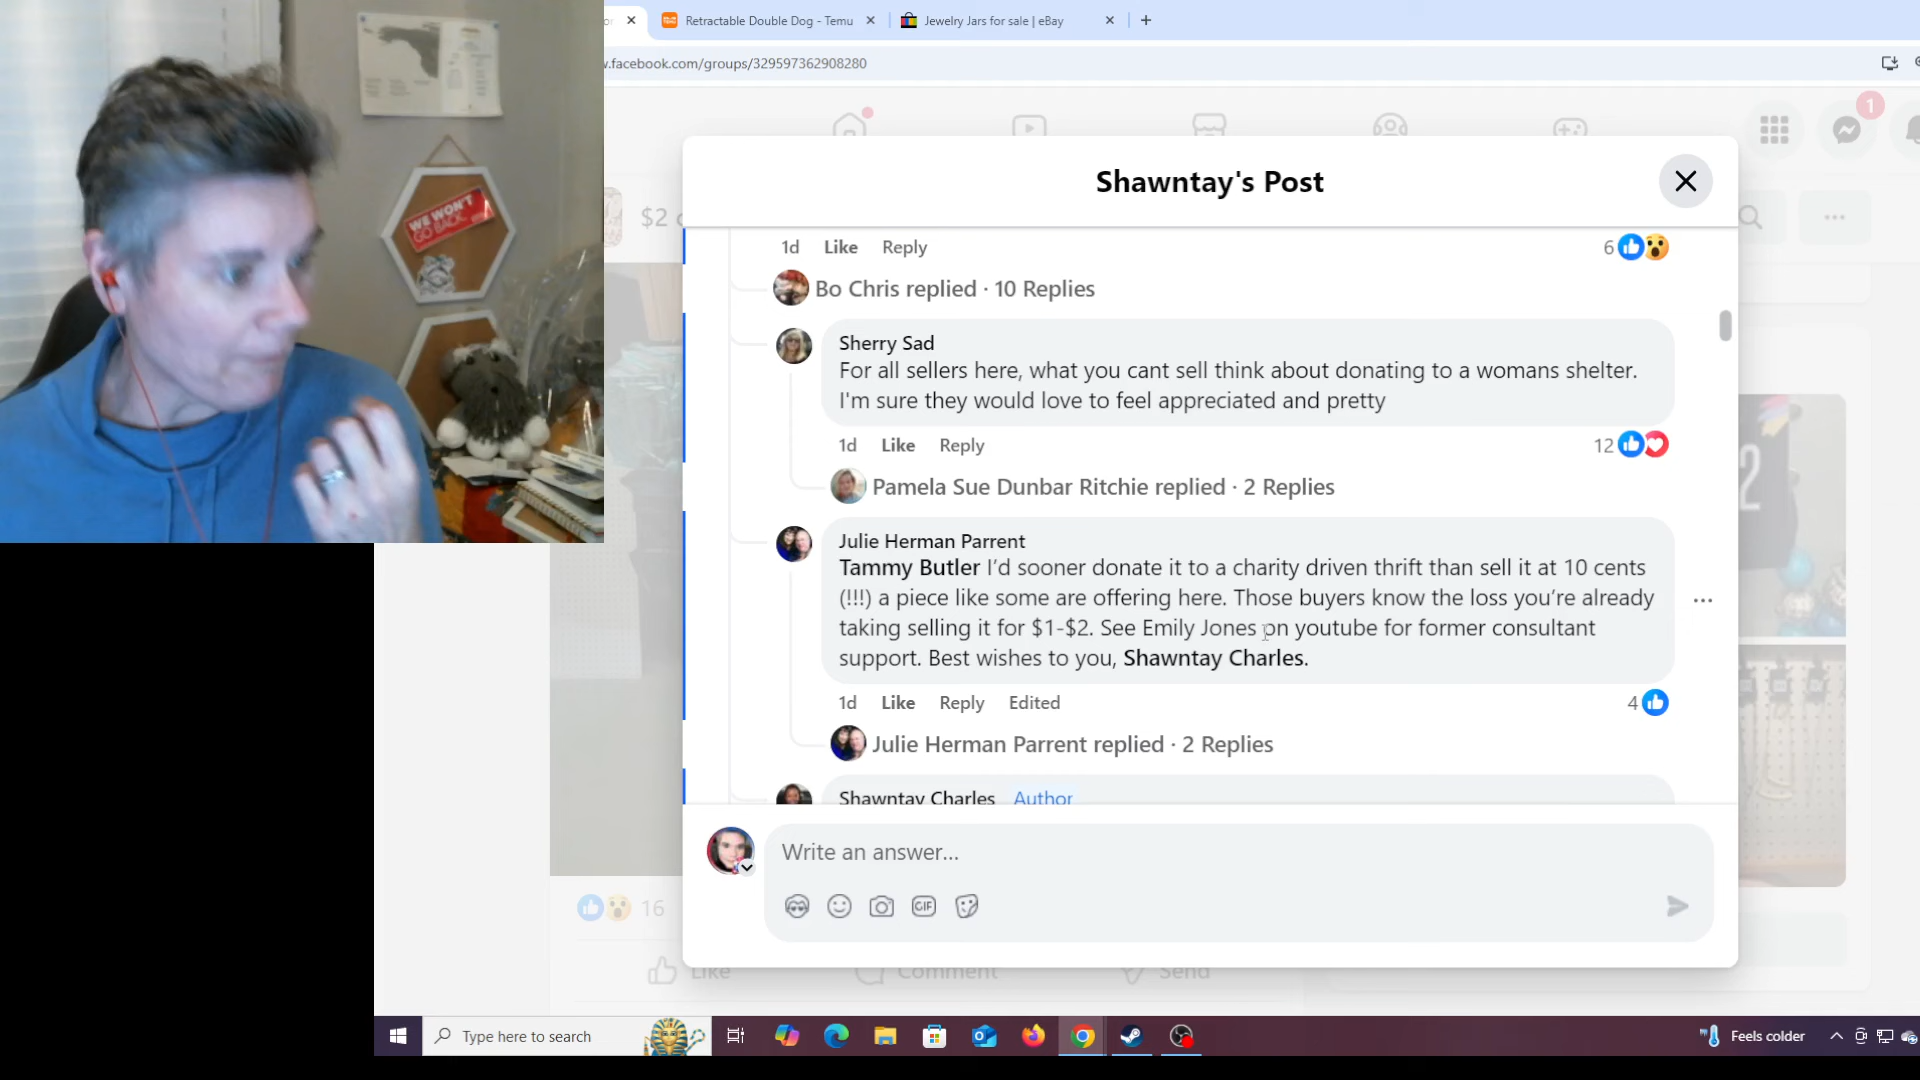 Retractable Double Dog - Temu
Jewelry Jars for sale | eBay
.facebook.com/groups/329597362908280
1
WE WON'T
GO BACK
$2
Shawntay's Post
1d Like Reply
6
Bo Chris replied · 10 Replies
Sherry Sad
For all sellers here, what you cant sell think about donating to a womans shelter.
I'm sure they would love to feel appreciated and pretty
1d Like Reply
12
Pamela Sue Dunbar Ritchie replied · 2 Replies
Julie Herman Parrent
Tammy Butler I'd sooner donate it to a charity driven thrift than sell it at 10 cents
(!!!) a piece like some are offering here. Those buyers know the loss you're already
taking selling it for $1-$2. See Emily Jones on youtube for former consultant
support. Best wishes to you, Shawntay Charles.
1d Like Reply Edited
4
Julie Herman Parrent replied · 2 Replies
Shawntay Charles Author
Write an answer...
GIF
16
Like Comment Send
Type here to search
Feels colder